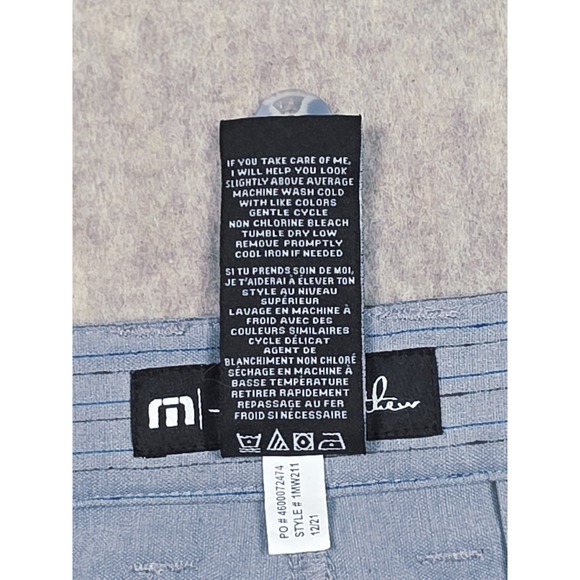 IF YOU TAKE CARE OF ME,
I WILL HELP YOU LOOK
SLIGHTLY ABOVE AVERAGE
MACHINE WASH COLD
WITH LIKE COLORS
GENTLE CYCLE
NON CHLORINE BLEACH
TUMBLE DRY LOW
REMOVE PROMPTLY
COOL IRON IF NEEDED
SI TU PRENDS SOIN DE MOI,
JE T'AIDERAI À ÉLEVER TON
STYLE AU NIVEAU
SUPÉRIEUR
LAVAGE EN MACHINE À
FROID AVEC DES
COULEURS SIMILAIRES
CYCLE DÉLICAT
AGENT DE
BLANCHIMENT NON CHLORÉ
SÉCHAGE EN MACHINE À
BASSE TEMPÉRATURE
RETIRER RAPIDEMENT
REPASSAGE AU FER
FROID SI NÉCESSAIRE
m
thew
PO # 4600072474
STYLE # 1MW211
12/21